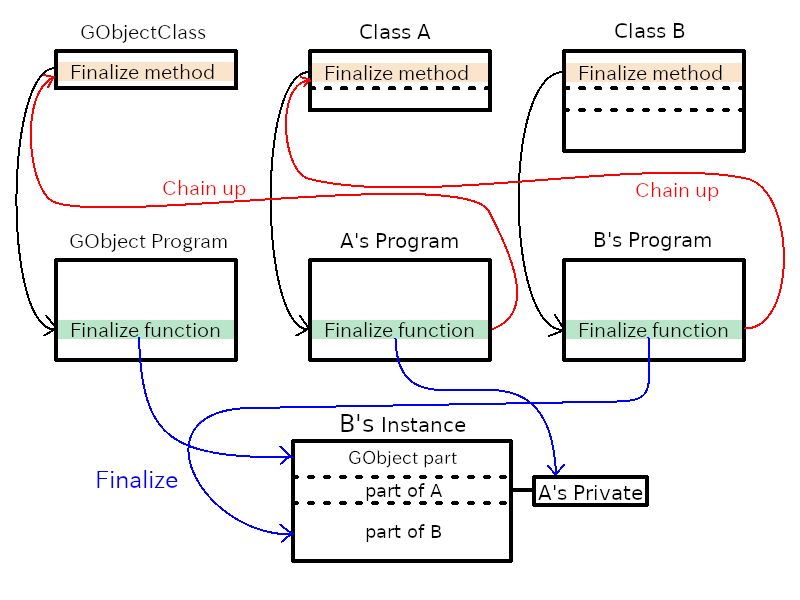 GObjectClass
Class A
Class B
Finalize method
Finalize method
Finalize method
Chain up
Chain up
GObject Program
A's Program
B's Program
Finalize function
Finalize function
Finalize function
B's Instance
GObject part
Finalize
part of A
A's Private
part of B